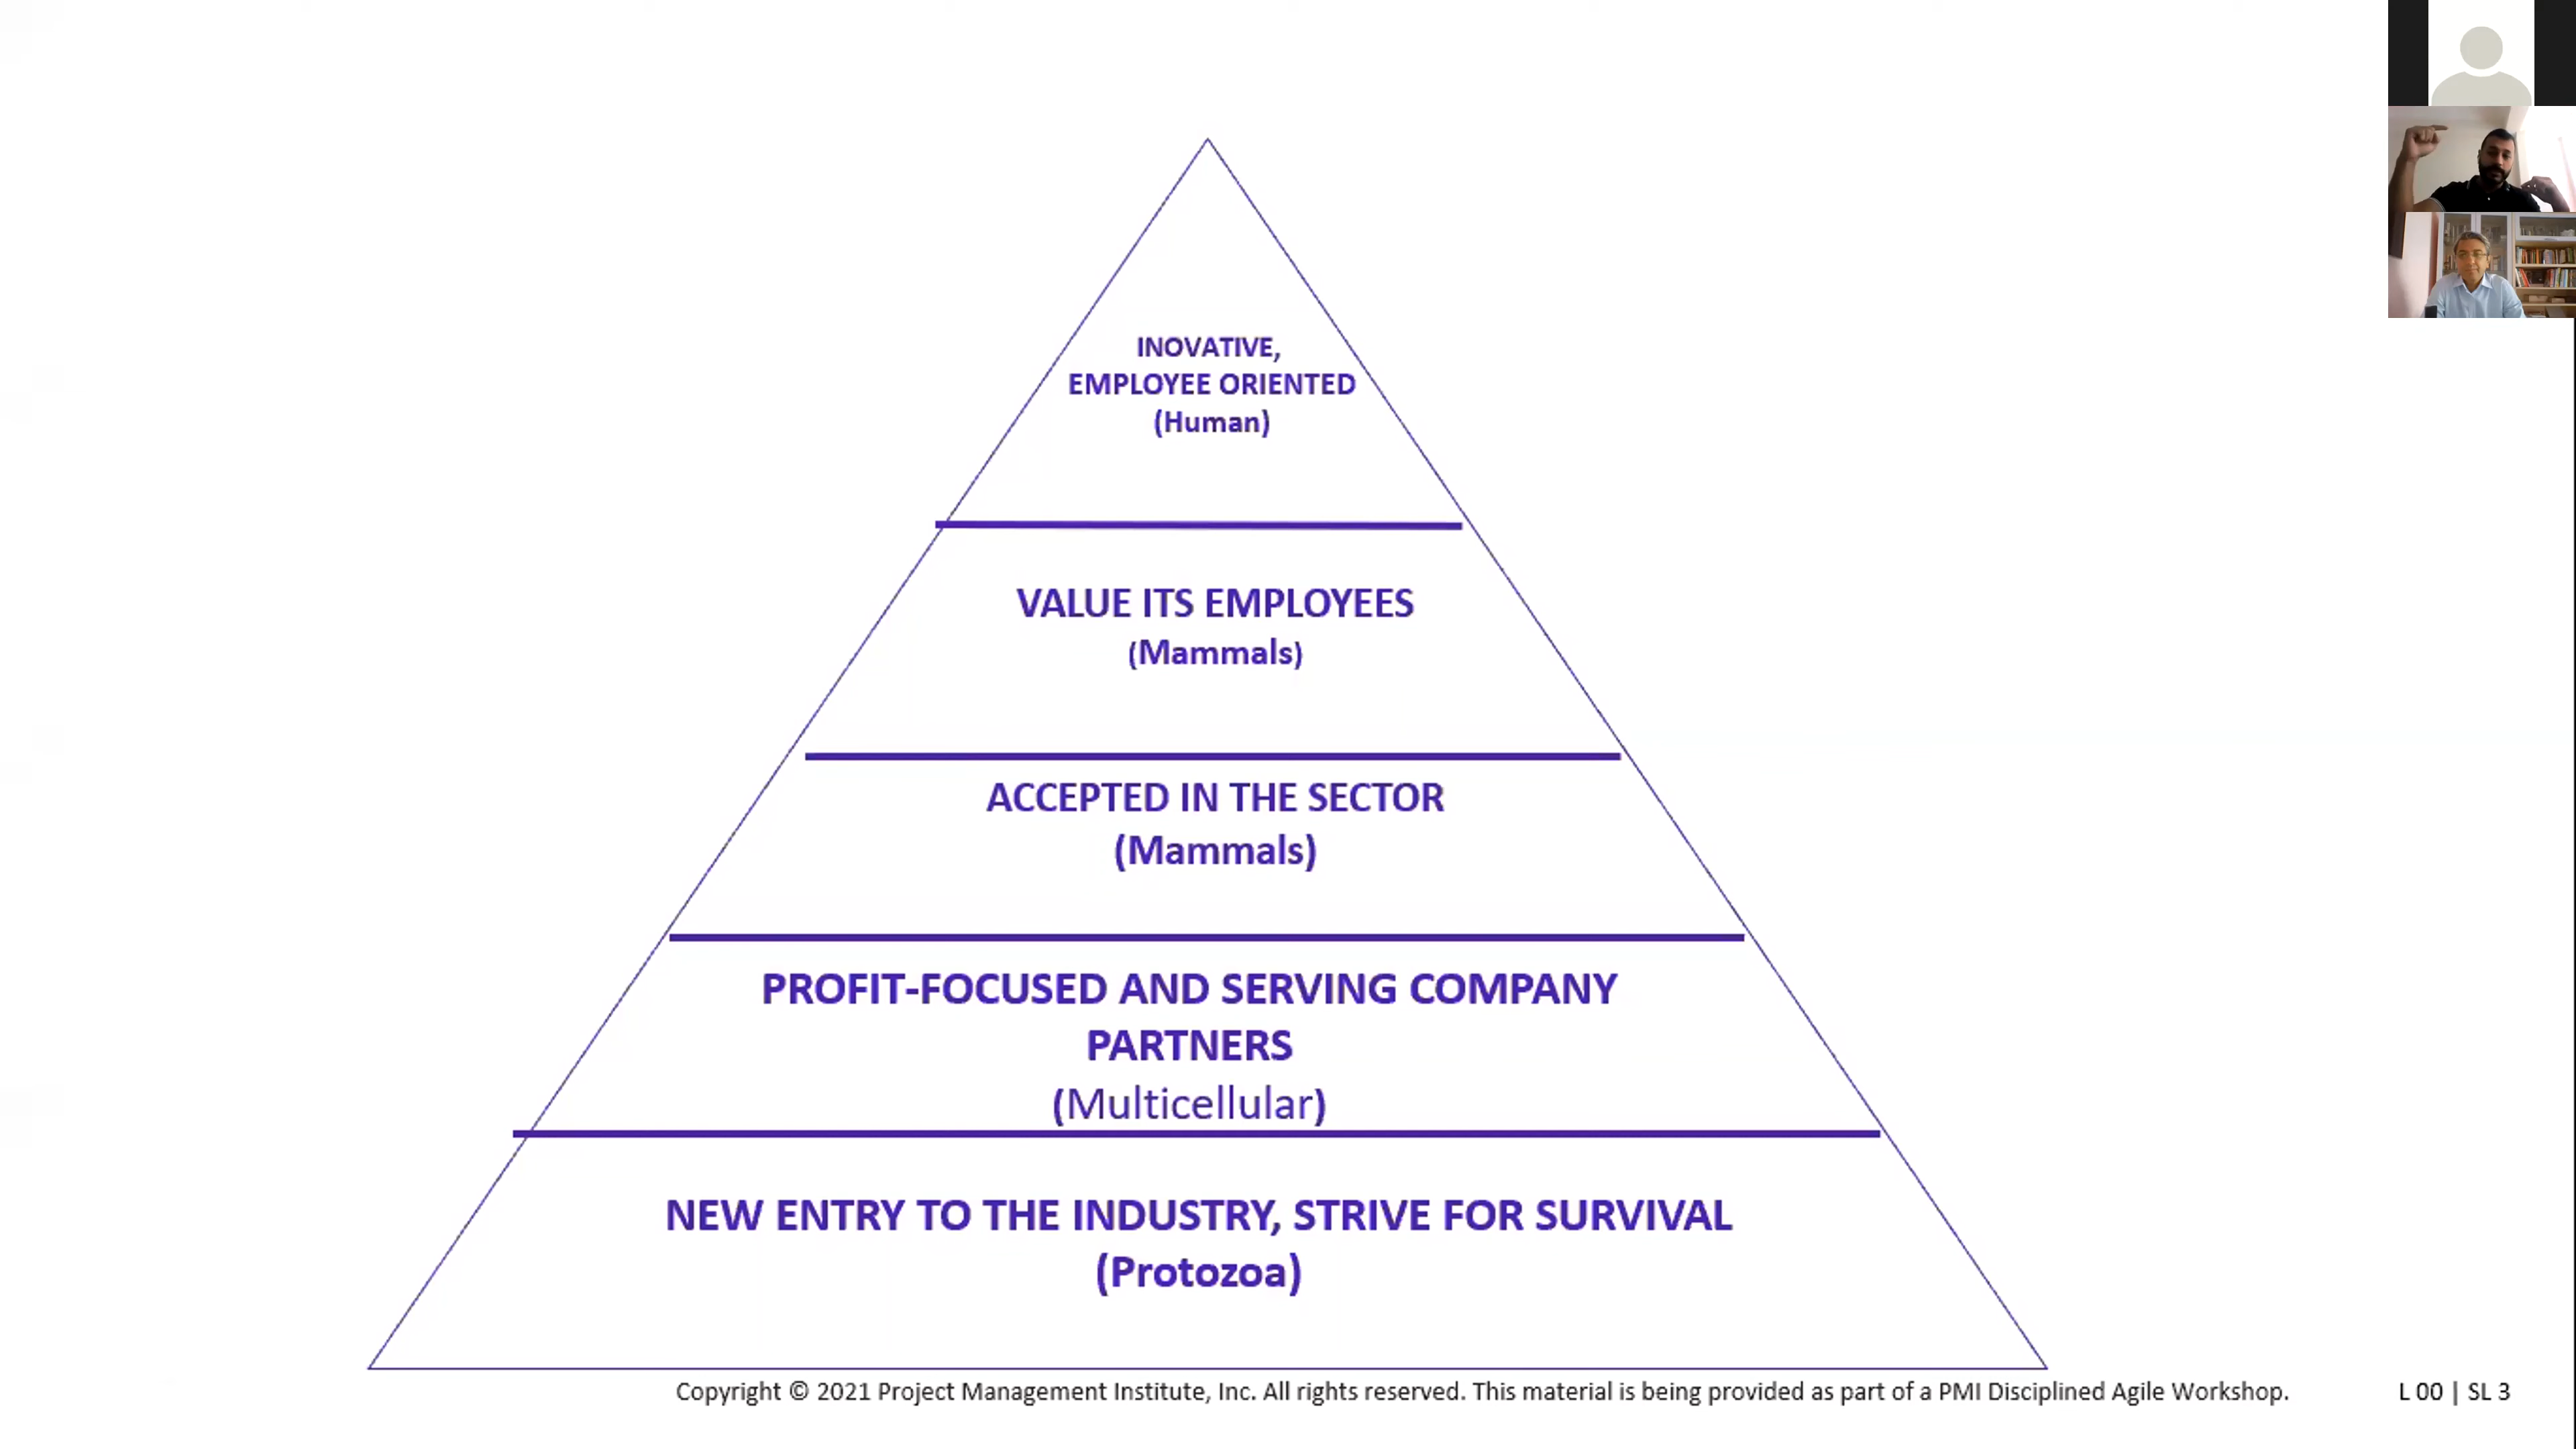 INOVATIVE,
EMPLOYEE ORIENTED
(Human)
VALUE ITS EMPLOYEES
(Mammals)
ACCEPTED IN THE SECTOR
(Mammals)
PROFIT-FOCUSED AND SERVING COMPANY
PARTNERS
(Multicellular)
NEW ENTRY TO THE INDUSTRY, STRIVE FOR SURVIVAL
(Protozoa)
Copyright © 2021 Project Management Institute, Inc. All rights reserved. This material is being provided as part of a PMI Disciplined Agile Workshop.
L 00 | SL 3